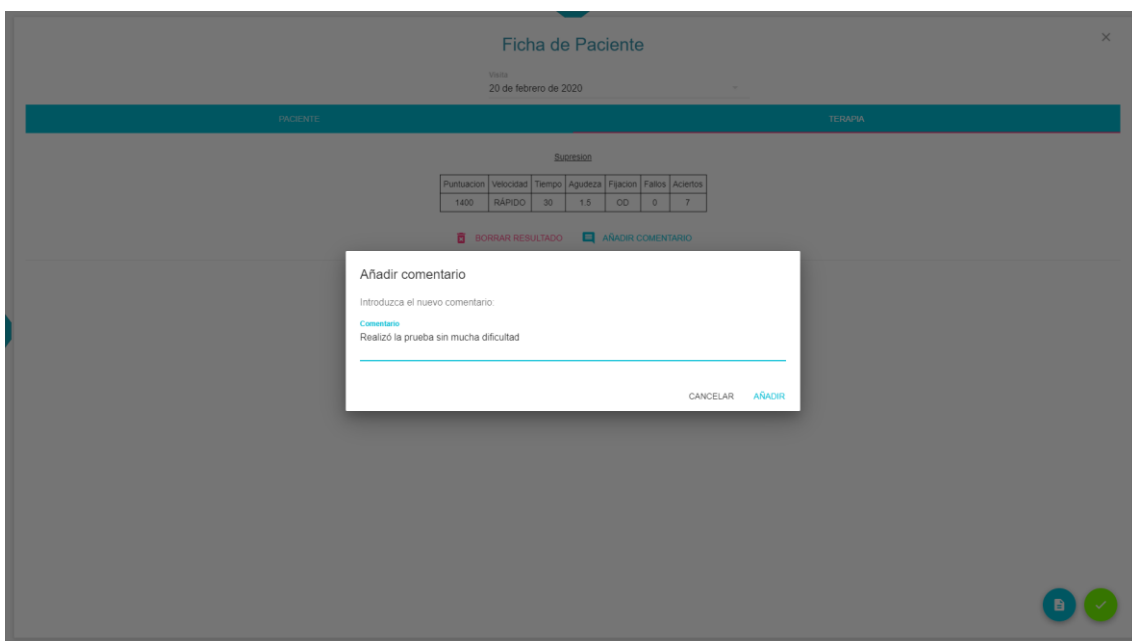 Ficha de Paciente
Visita
20 de febrero de 2020
PACIENTE
TERAPIA
Supresion
Puntuacion Velocidad Tiempo Agudeza Fijacion Fallos Aciertos
1400 RÁPIDO 30 1.5 OD 0 7
BORRAR RESULTADO AÑADIR COMENTARIO
Añadir comentario
Introduzca el nuevo comentario:
Comentario
Realizó la prueba sin mucha dificultad
CANCELAR AÑADIR